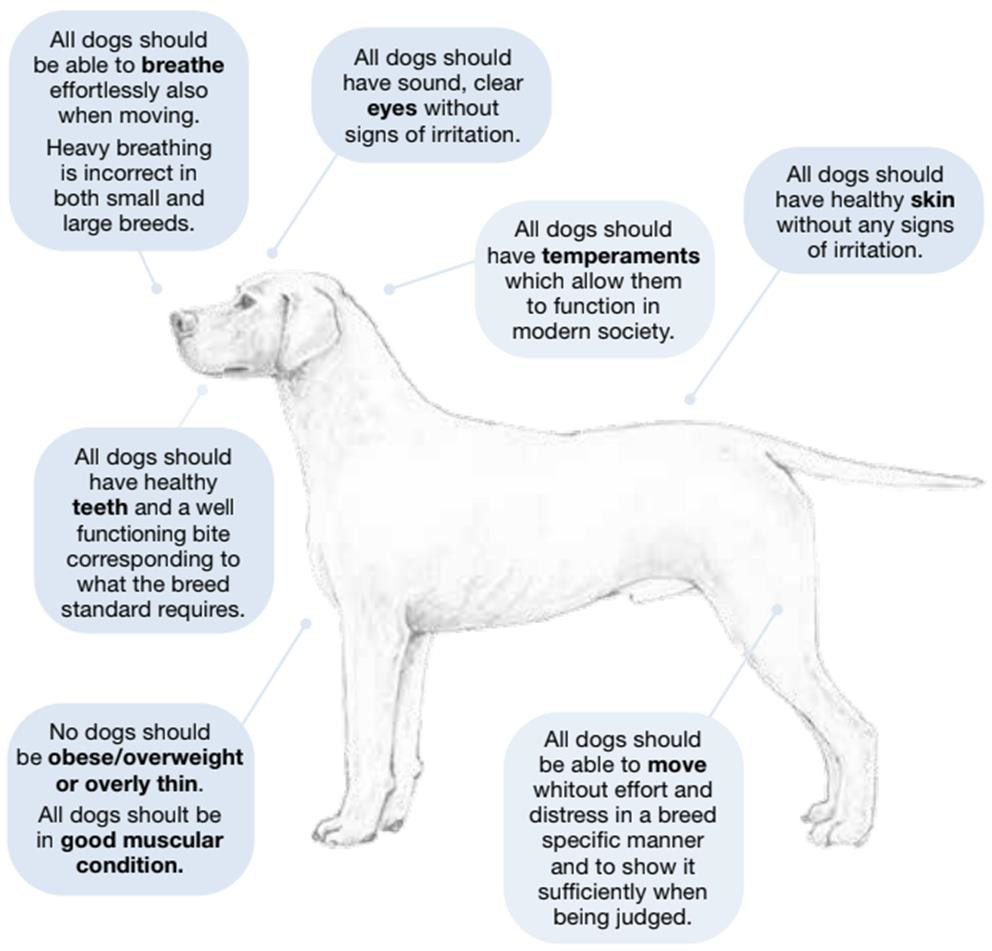 All dogs should
be able to breathe
effortlessly also
when moving.
Heavy breathing
is incorrect in
both small and
large breeds.
All dogs should
have sound, clear
eyes without
signs of irritation.
All dogs should
have healthy skin
without any signs
of irritation.
All dogs should
have temperaments
which allow them
to function in
modern society.
All dogs should
have healthy
teeth and a well
functioning bite
corresponding to
what the breed
standard requires.
No dogs should
be obese/overweight
or overly thin.
All dogs shoult be
in good muscular
condition.
All dogs should
be able to move
whitout effort and
distress in a breed
specific manner
and to show it
sufficiently when
being judged.